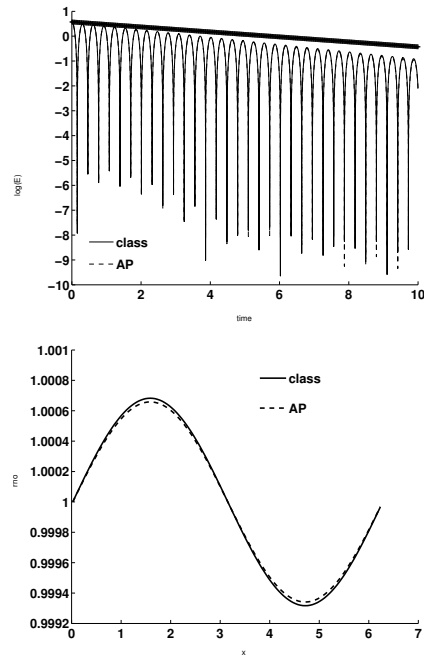 1
0
−1
−2
−3
−4
−5
−6
−7
−8
−9
−10
log(E)
class
AP
0 2 4 6 8 10
time
1.001
1.0008
1.0006
1.0004
1.0002
1
0.9998
0.9996
0.9994
0.9992
rho
class
AP
0 1 2 3 4 5 6 7
x